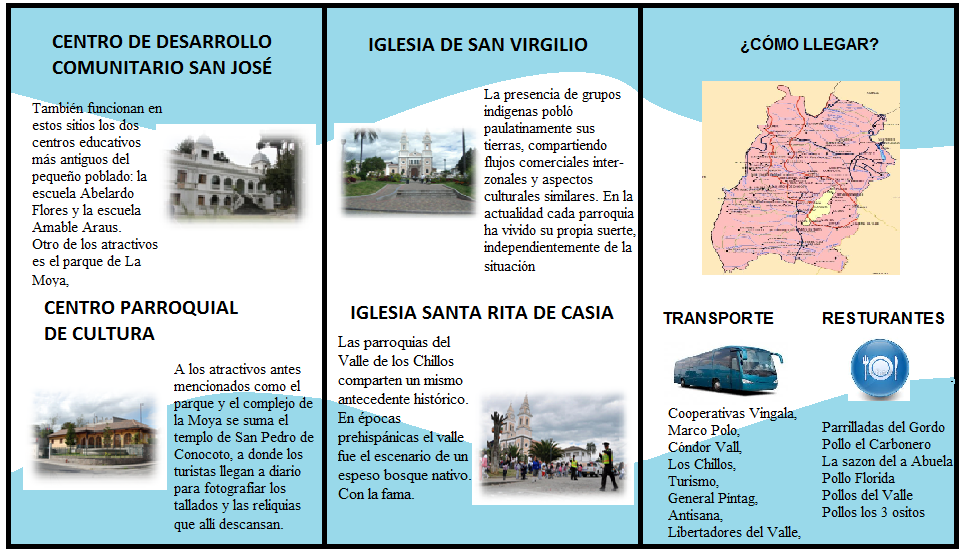 CENTRO DE DESARROLLO
COMUNITARIO SAN JOSÉ
También funcionan en
estos sitios los dos
centros educativos
más antiguos del
pequeño poblado: la
escuela Abelardo
Flores y la escuela
Amable Araus.
Otro de los atractivos
es el parque de La
Moya,
CENTRO PARROQUIAL
DE CULTURA
A los atractivos antes
mencionados como el
parque y el complejo de
la Moya se suma el
templo de San Pedro de
Conocoto, a donde los
turistas llegan a diario
para fotografiar los
tallados y las reliquias
que allí descansan.
IGLESIA DE SAN VIRGILIO
La presencia de grupos
indígenas pobló
paulatinamente sus
tierras, compartiendo
flujos comerciales inter-
zonales y aspectos
culturales similares. En la
actualidad cada parroquia
ha vivido su propia suerte,
independientemente de la
situación
IGLESIA SANTA RITA DE CASIA
Las parroquias del
Valle de los Chillos
comparten un mismo
antecedente histórico.
En épocas
prehispánicas el valle
fue el escenario de un
espeso bosque nativo.
Con la fama.
¿CÓMO LLEGAR?
TRANSPORTE
Cooperativas Vingala,
Marco Polo,
Cóndor Vall,
Los Chillos,
Turismo,
General Pintag,
Antisana,
Libertadores del Valle,
RESTURANTES
Parrilladas del Gordo
Pollo el Carbonero
La sazon del a Abuela
Pollo Florida
Pollos del Valle
Pollos los 3 ositos